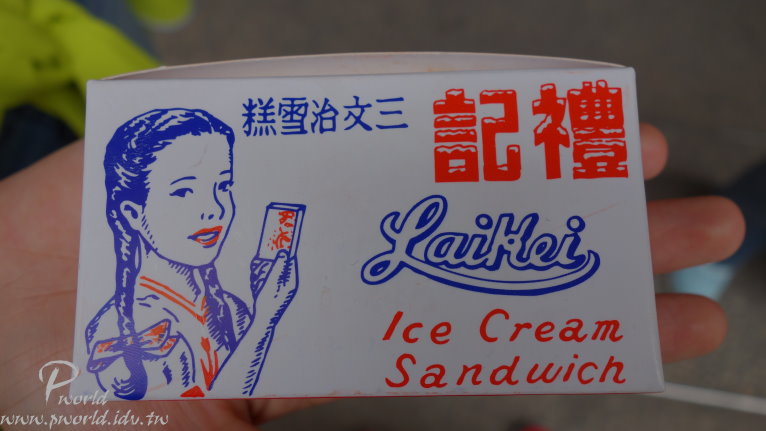 禮記
三文治雪糕
LaiKei
Ice Cream
Sandwich
Pworld
www.pworld.idv.tw